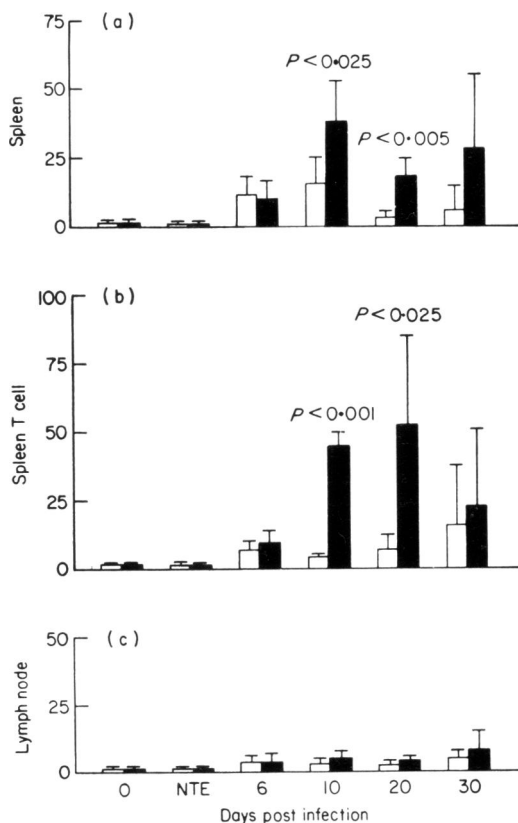 (a)
75
50
25
0
Spleen
P<0·025
P<0·005
(b)
100
75
50
25
0
Spleen T cell
P<0·001
P<0·025
(c)
50
25
0
Lymph node
0 NTE 6 10 20 30
Days post infection